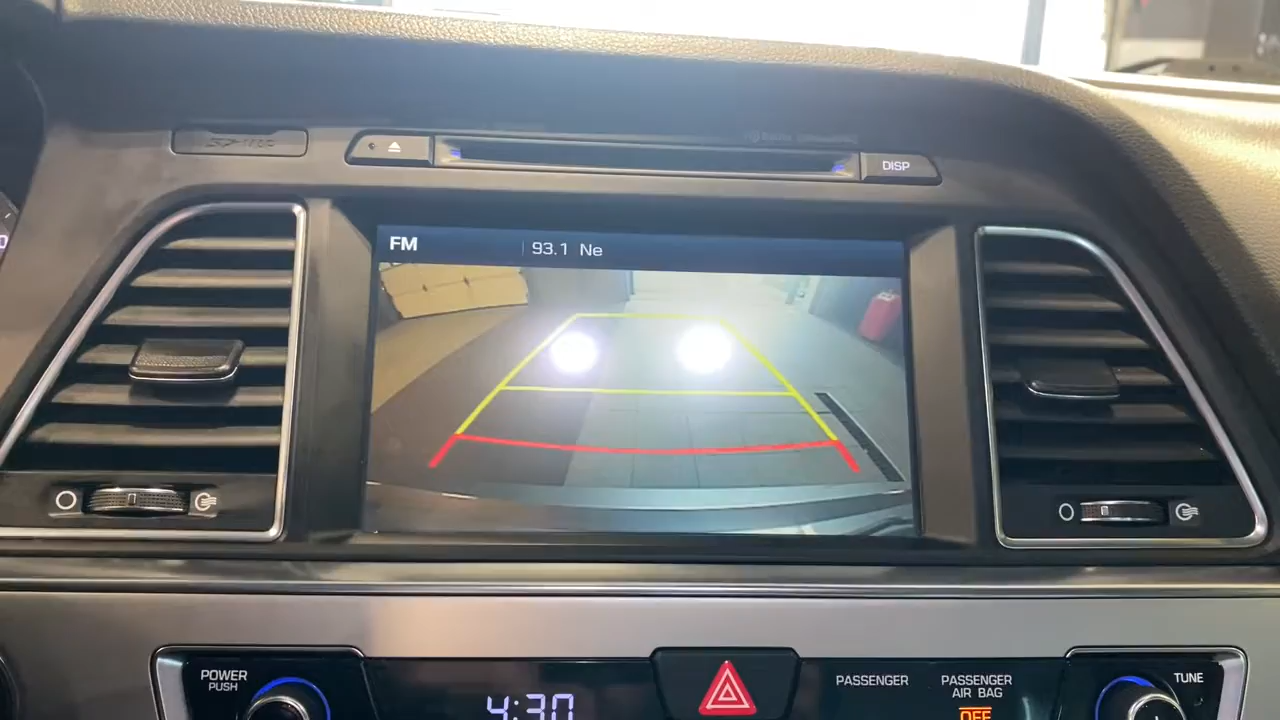 DISP
FM
93.1 Ne
POWER
PUSH
4:30
PASSENGER
PASSENGER
AIR BAG
OFF
TUNE